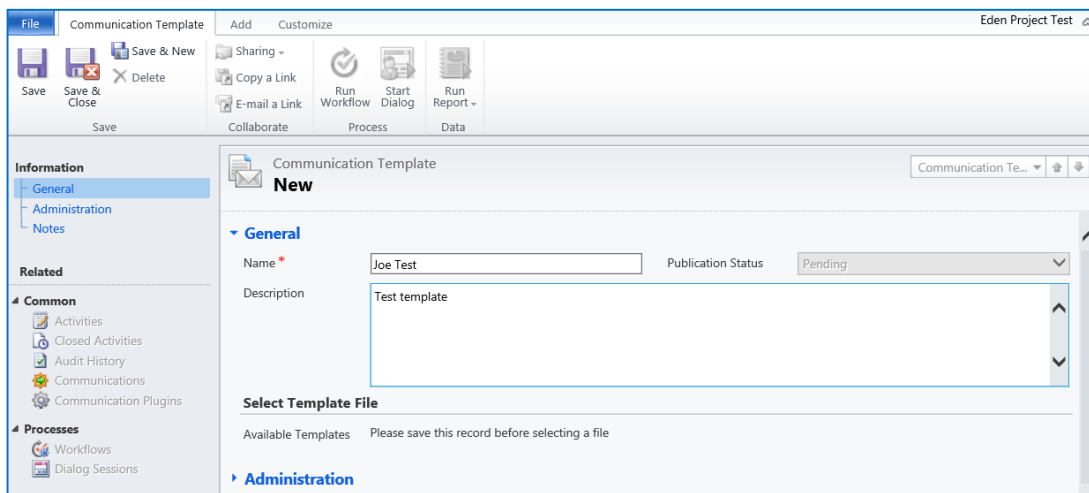 File Communication Template Add Customize Eden Project Test
Save
Save & Close
Save & New
Delete
Save
Sharing
Copy a Link
E-mail a Link
Collaborate
Run Workflow
Start Dialog
Process
Run Report
Data
Information
General
Administration
Notes
Related
Common
Activities
Closed Activities
Audit History
Communications
Communication Plugins
Processes
Workflows
Dialog Sessions
Communication Template
New
Communication Te...
General
Name * Joe Test Publication Status Pending
Description Test template
Select Template File
Available Templates Please save this record before selecting a file
Administration